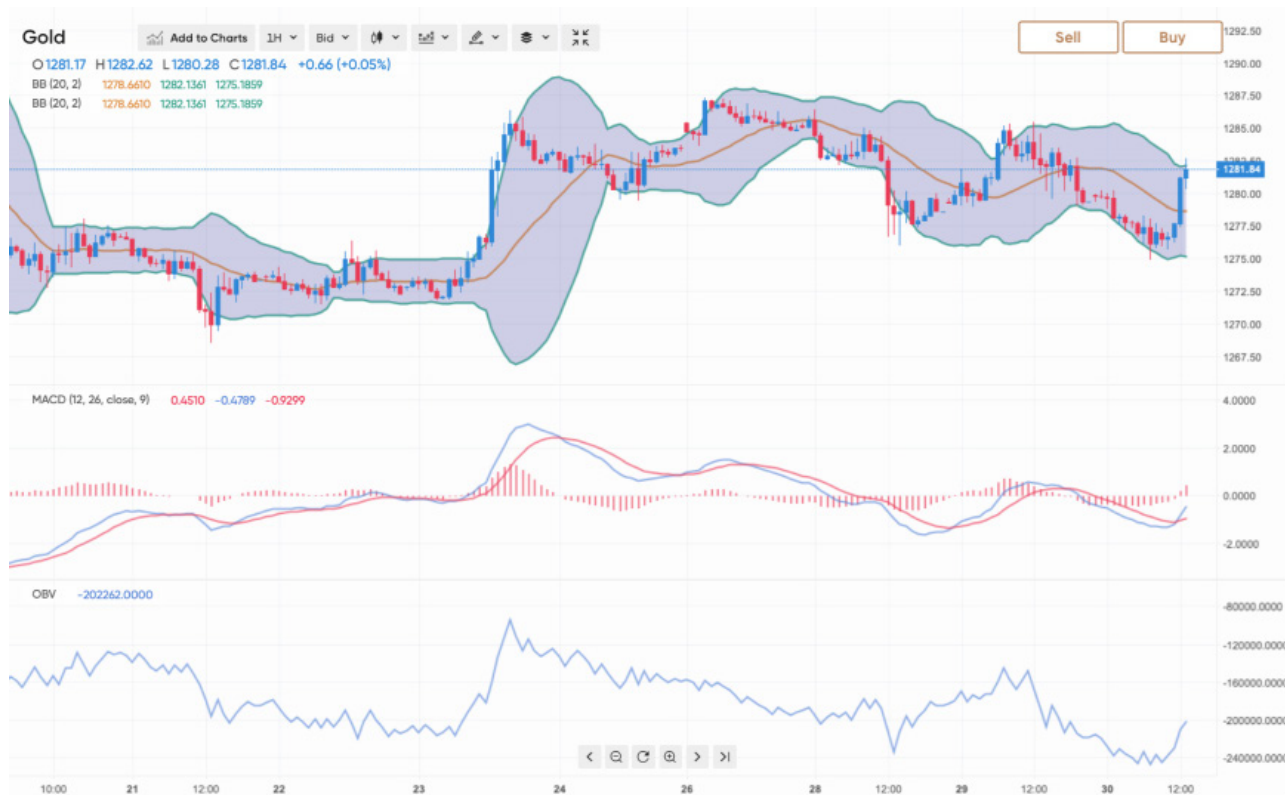 Gold Add to Charts 1H Bid Sell Buy
O1281.17 H1282.62 L1280.28 C1281.84 +0.66 (+0.05%)
BB (20, 2) 1278.6610 1282.1361 1275.1859
BB (20, 2) 1278.6610 1282.1361 1275.1859
1292.50
1290.00
1287.50
1285.00
1281.84
1280.00
1277.50
1275.00
1272.50
1270.00
1267.50
MACD (12, 26, close, 9) 0.4510 -0.4789 -0.9299
4.0000
2.0000
0.0000
-2.0000
OBV -202262.0000
-80000.0000
-120000.000
-160000.000
-200000.000
-240000.000
10:00 21 12:00 22 23 24 26 28 12:00 29 12:00 30 12:00